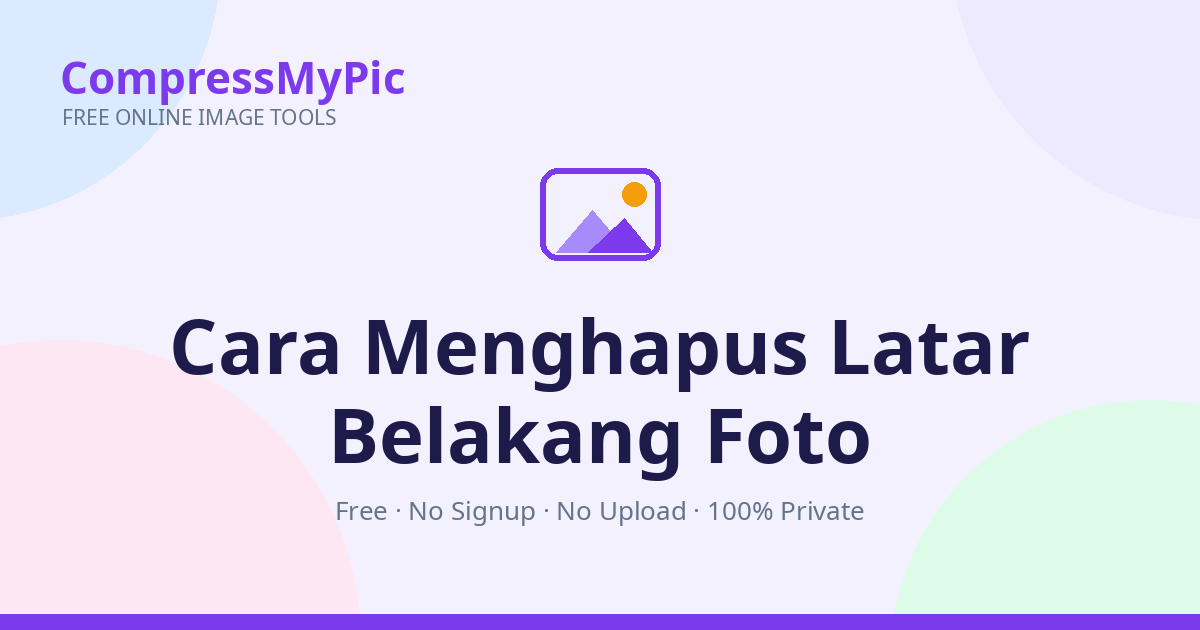 CompressMyPic
FREE ONLINE IMAGE TOOLS
Cara Menghapus Latar
Belakang Foto
Free · No Signup · No Upload · 100% Private